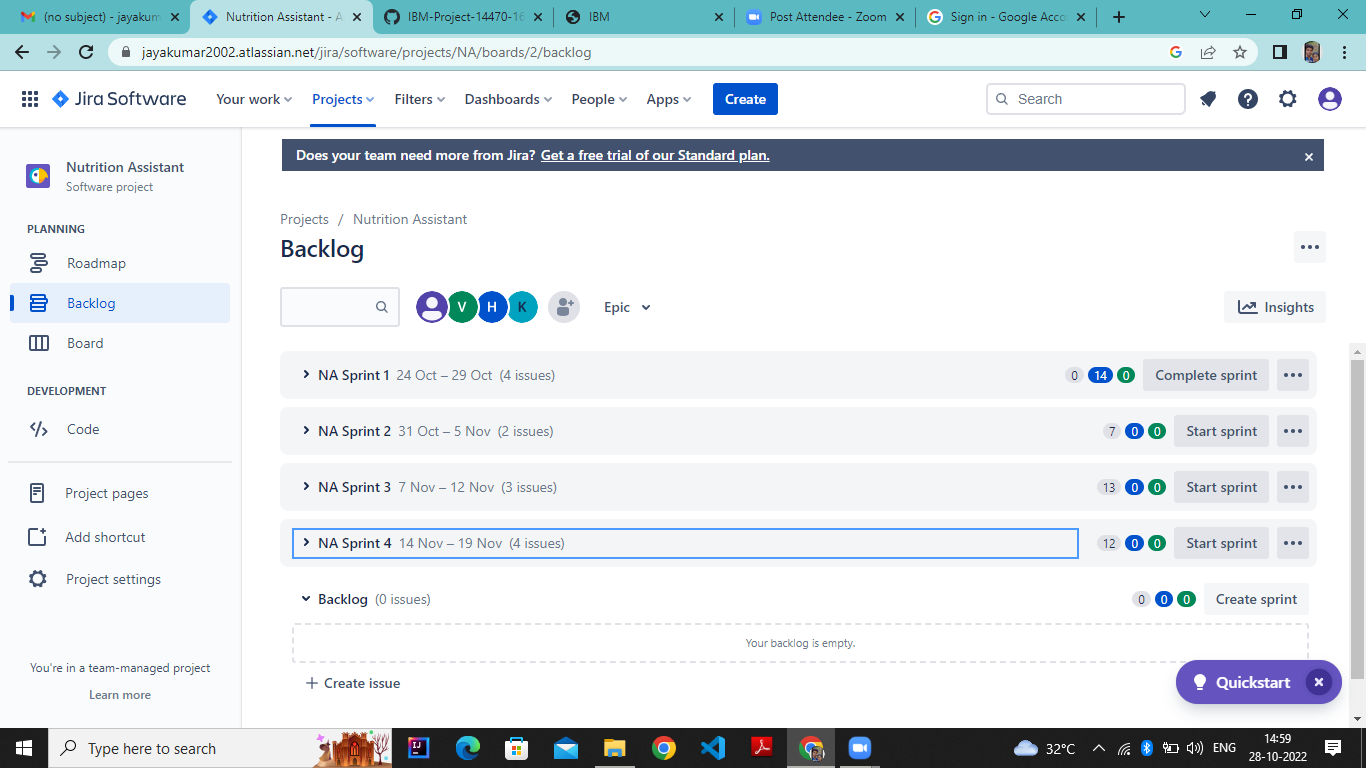 (no subject) - jayakum
Nutrition Assistant - A
IBM-Project-14470-16
IBM
Post Attendee - Zoom
Sign in - Google Acco
jayakumar2002.atlassian.net/jira/software/projects/NA/boards/2/backlog
Jira Software
Your work
Projects
Filters
Dashboards
People
Apps
Create
Search
Nutrition Assistant
Software project
PLANNING
Roadmap
Backlog
Board
DEVELOPMENT
Code
Project pages
Add shortcut
Project settings
You're in a team-managed project
Learn more
Does your team need more from Jira? Get a free trial of our Standard plan.
Projects / Nutrition Assistant
Backlog
V H K
Epic
Insights
NA Sprint 1 24 Oct – 29 Oct (4 issues) 0 14 0 Complete sprint
NA Sprint 2 31 Oct – 5 Nov (2 issues) 7 0 0 Start sprint
NA Sprint 3 7 Nov – 12 Nov (3 issues) 13 0 0 Start sprint
NA Sprint 4 14 Nov – 19 Nov (4 issues) 12 0 0 Start sprint
Backlog (0 issues) 0 0 0 Create sprint
Your backlog is empty.
+ Create issue
Quickstart
Type here to search
32°C
ENG
14:59
28-10-2022